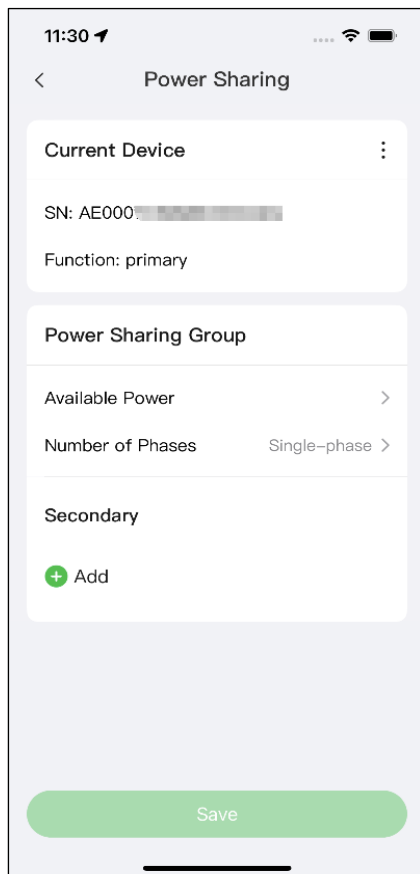 11:30
Power Sharing
Current Device
SN: AE000
Function: primary
Power Sharing Group
Available Power
Number of Phases Single-phase
Secondary
Add
Save